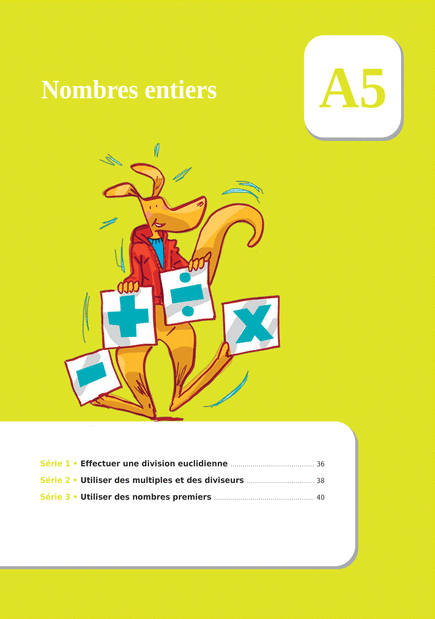 Nombres entiers
A5
+
÷
x
-
Série 1 • Effectuer une division euclidienne ........................................ 36
Série 2 • Utiliser des multiples et des diviseurs ................................ 38
Série 3 • Utiliser des nombres premiers ................................................ 40